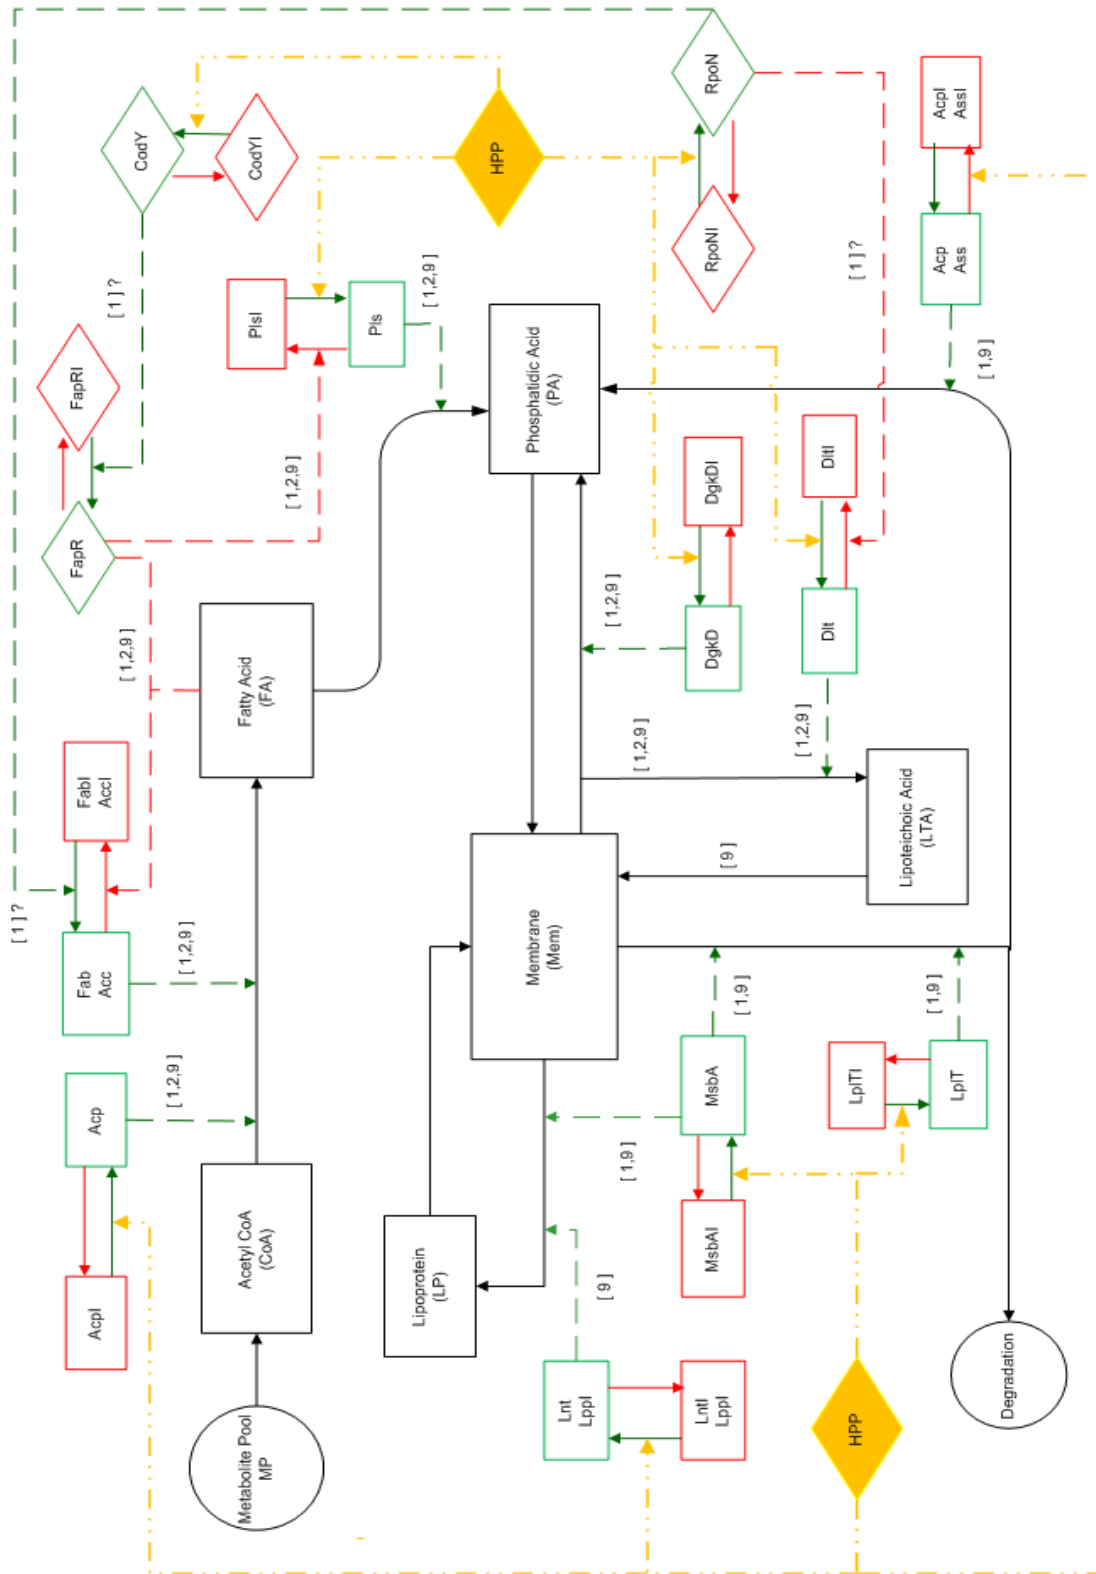 RpoN
AcpI
AssI
CodY
CodYI
HPP
RpoNI
Acp
Ass
[ 1 ] ?
[ 1 ] ?
PlsI
Pls
[ 1,2,9 ]
[ 1,9 ]
FapRI
FapR
[ 1,2,9 ]
Phosphatidic Acid
(PA)
DgkDI
DltI
DgkD
Dlt
[ 1,2,9 ]
[ 1,2,9 ]
Fatty Acid
(FA)
[ 1,2,9 ]
[ 1,2,9 ]
FabI
AccI
[ 1 ] ?
Fab
Acc
[ 1,2,9 ]
[ 9 ]
Lipoteichoic Acid
(LTA)
Membrane
(Mem)
[ 1,9 ]
[ 1,9 ]
Acp
[ 1,2,9 ]
MsbA
LplTI
LplT
[ 1,9 ]
AcpI
Acetyl CoA
(CoA)
Lipoprotein
(LP)
[ 9 ]
MsbAI
Metabolite Pool
MP
Lnt
LppI
LntI
LppI
HPP
Degradation